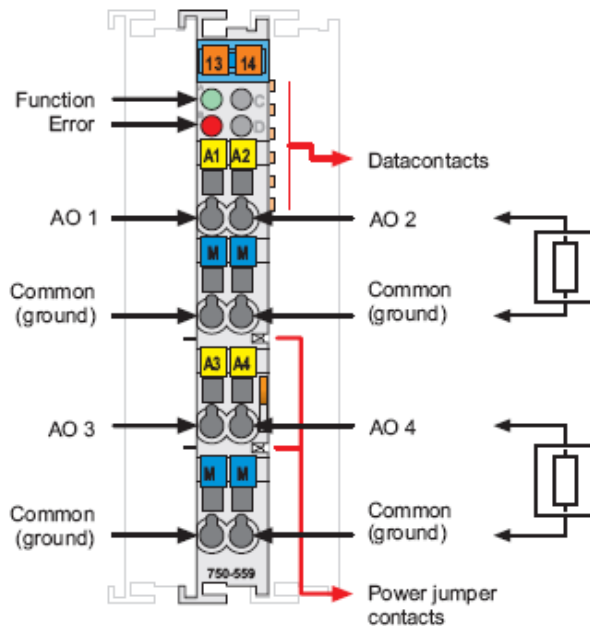 13 14
A
C
Function
B
D
Error
A1 A2
Datacontacts
AO 1
AO 2
M M
Common
(ground)
Common
(ground)
A3 A4
AO 3
AO 4
M M
Common
(ground)
Common
(ground)
750-559
Power jumper
contacts